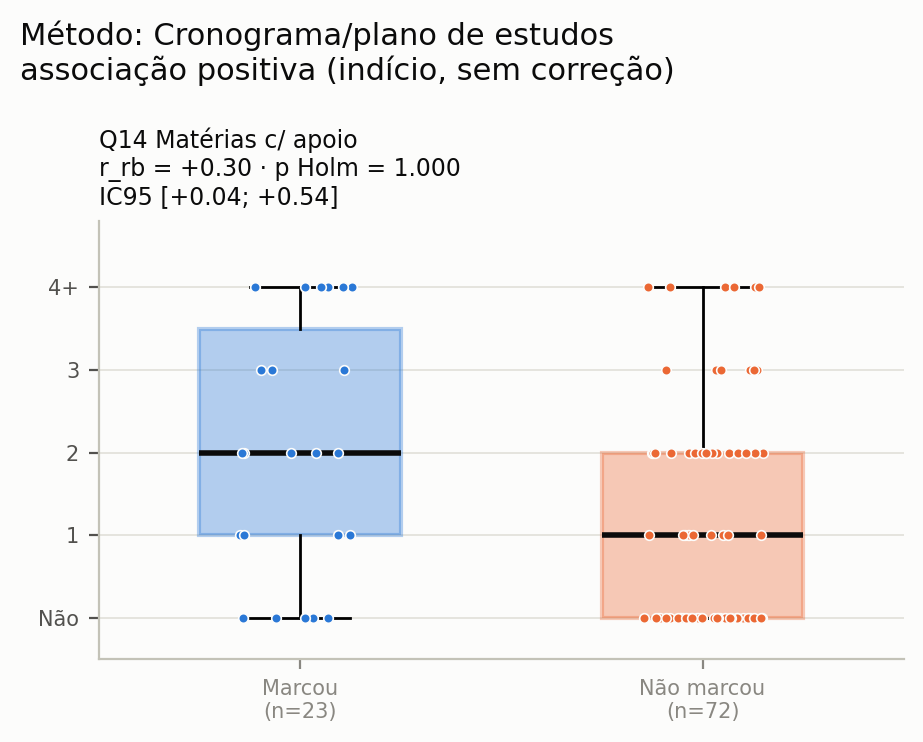 Método: Cronograma/plano de estudos
associação positiva (indício, sem correção)
Q14 Matérias c/ apoio
r_rb = +0.30 · p Holm = 1.000
IC95 [+0.04; +0.54]
4+
3
2
1
Não
Marcou
(n=23)
Não marcou
(n=72)